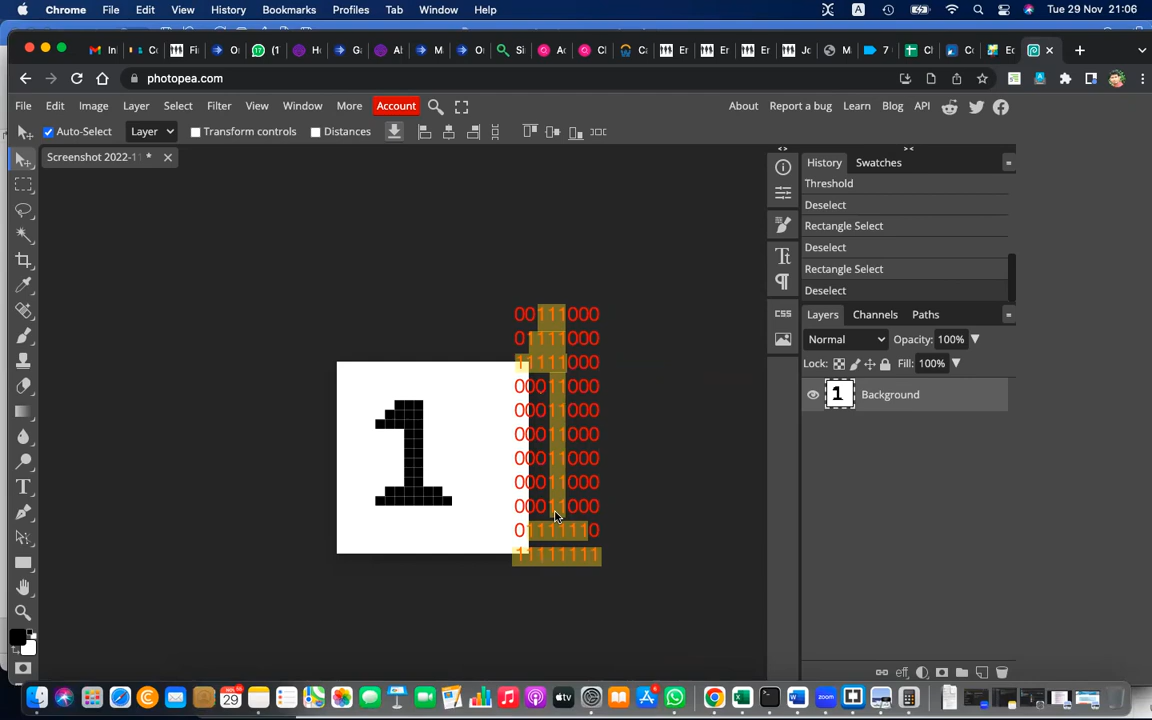 Chrome File Edit View History Bookmarks Profiles Tab Window Help A Tue 29 Nov 21:06
photopea.com
File Edit Image Layer Select Filter View Window More Account About Report a bug Learn Blog API
Auto-Select Layer Transform controls Distances
Screenshot 2022-1 *
History Swatches
Threshold
Deselect
Rectangle Select
Deselect
Rectangle Select
Deselect
Layers Channels Paths
Normal Opacity: 100%
Lock: Fill: 100%
Background
CSS
00111000
01111000
11111000
00011000
00011000
00011000
00011000
00011000
00011000
01111110
11111111
1